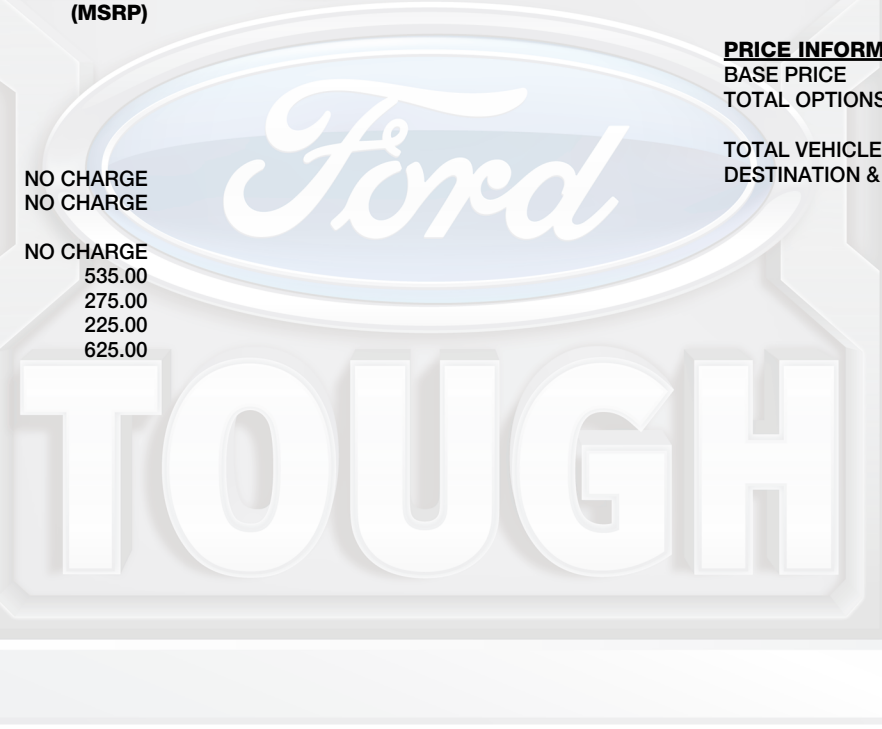 (MSRP)
NO CHARGE
NO CHARGE
NO CHARGE
535.00
275.00
225.00
625.00
PRICE INFORM
BASE PRICE
TOTAL OPTIONS
TOTAL VEHICLE
DESTINATION &
Ford
TOUGH